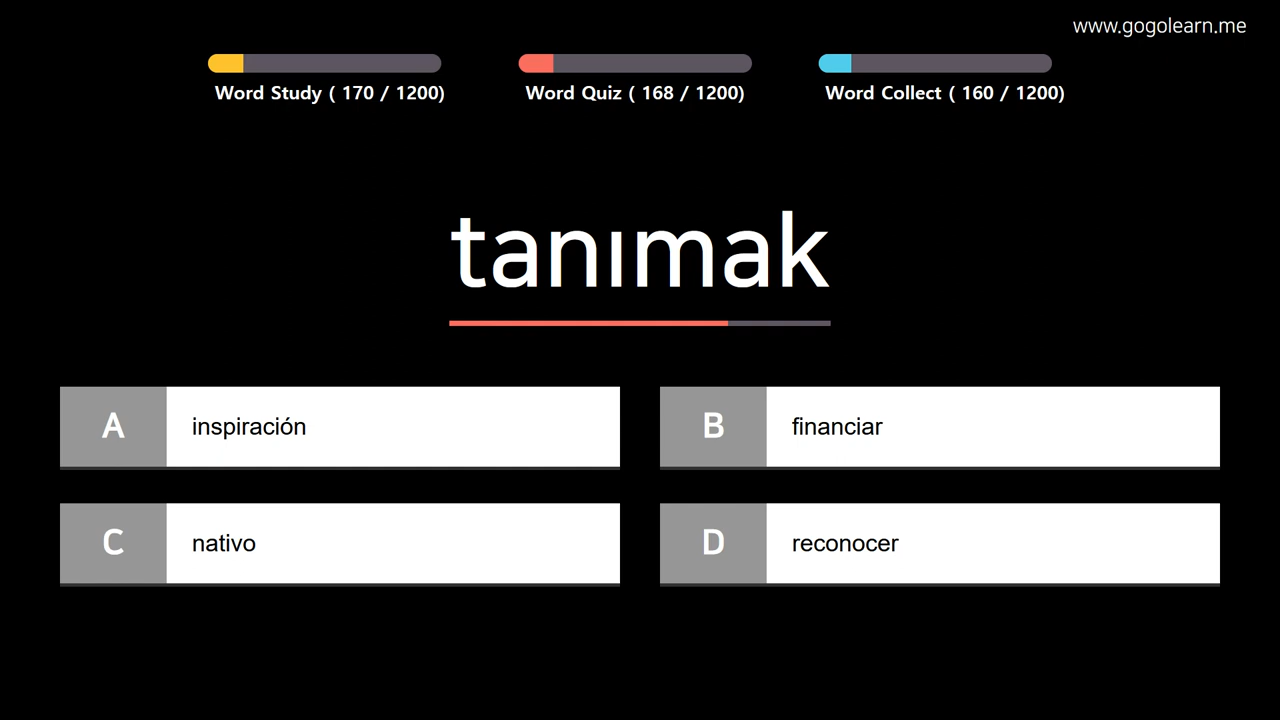 www.gogolearn.me
Word Study ( 170 / 1200)
Word Quiz ( 168 / 1200)
Word Collect ( 160 / 1200)
tanımak
A inspiración
B financiar
C nativo
D reconocer